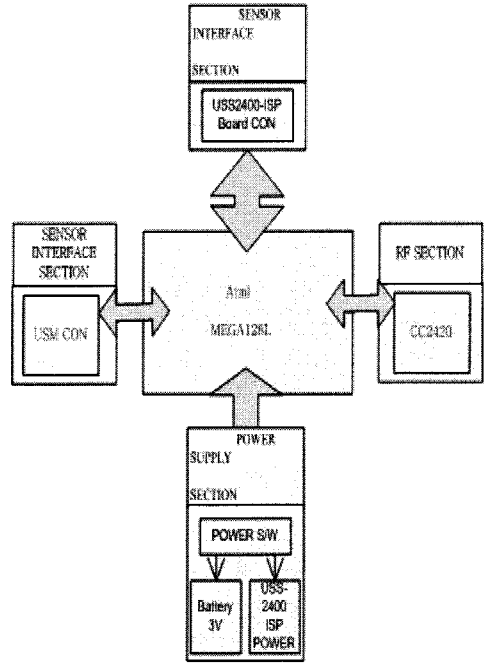 SENSOR
INTERFACE
SECTION
USS2400-ISP
Board CON
SENSOR
INTERFACE
SECTION
USM CON
MEGA128L
RF SECTION
CC2420
POWER
SUPPLY
SECTION
POWER S/W
Battery
3V
USS-
2400
ISP
POWER